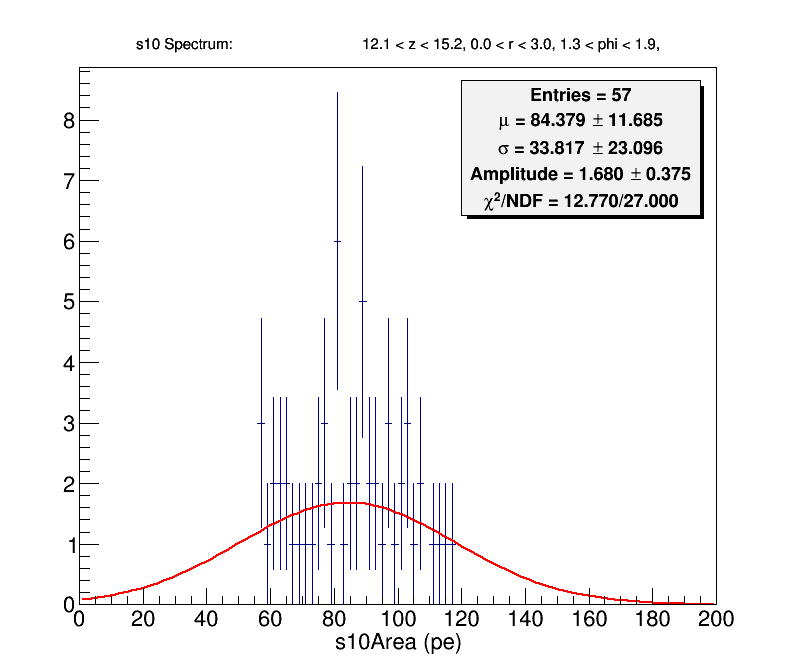 s10 Spectrum: 12.1 < z < 15.2, 0.0 < r < 3.0, 1.3 < phi < 1.9,
Entries = 57
μ = 84.379 ± 11.685
σ = 33.817 ± 23.096
Amplitude = 1.680 ± 0.375
χ²/NDF = 12.770/27.000
8
7
6
5
4
3
2
1
0
0 20 40 60 80 100 120 140 160 180 200
s10Area (pe)